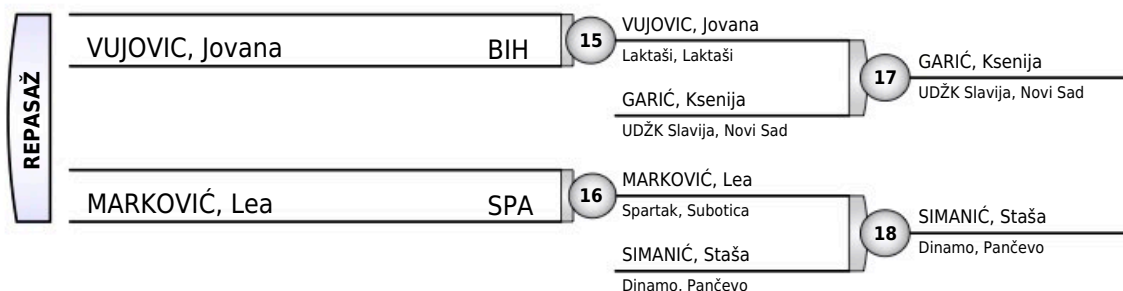 REPASAŽ
VUJOVIC, Jovana BIH
15
VUJOVIC, Jovana
Laktaši, Laktaši
GARIĆ, Ksenija
UDŽK Slavija, Novi Sad
17
GARIĆ, Ksenija
UDŽK Slavija, Novi Sad
MARKOVIĆ, Lea SPA
16
MARKOVIĆ, Lea
Spartak, Subotica
SIMANIĆ, Staša
Dinamo, Pančevo
18
SIMANIĆ, Staša
Dinamo, Pančevo